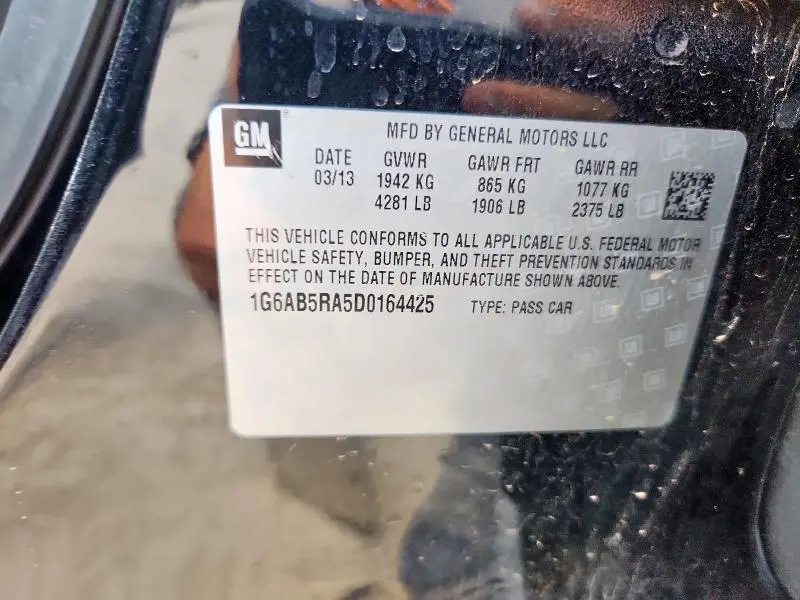 GM
MFD BY GENERAL MOTORS LLC
DATE GVWR GAWR FRT GAWR RR
03/13 1942 KG 865 KG 1077 KG
4281 LB 1906 LB 2375 LB
THIS VEHICLE CONFORMS TO ALL APPLICABLE U.S. FEDERAL MOTOR
VEHICLE SAFETY, BUMPER, AND THEFT PREVENTION STANDARDS IN
EFFECT ON THE DATE OF MANUFACTURE SHOWN ABOVE.
1G6AB5RA5D0164425 TYPE: PASS CAR